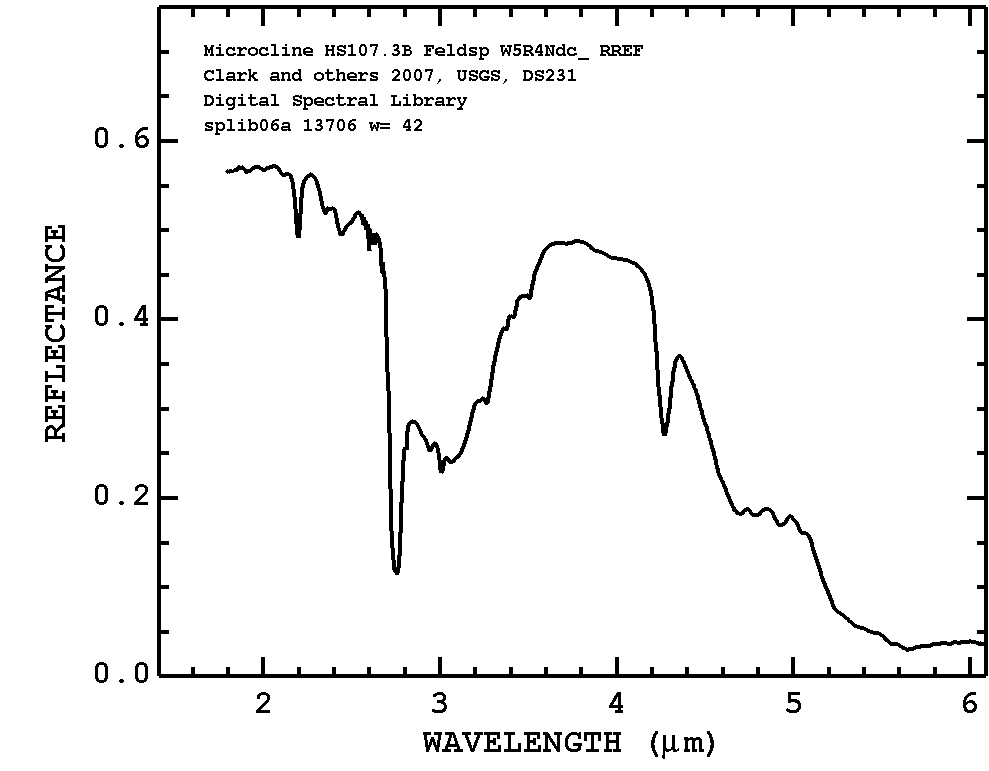 Microcline HS107.3B Feldsp W5R4Ndc_ RREF
Clark and others 2007, USGS, DS231
Digital Spectral Library
splib06a 13706 w= 42
0.6
0.4
0.2
0.0
REFLECTANCE
2 3 4 5 6
WAVELENGTH (μm)